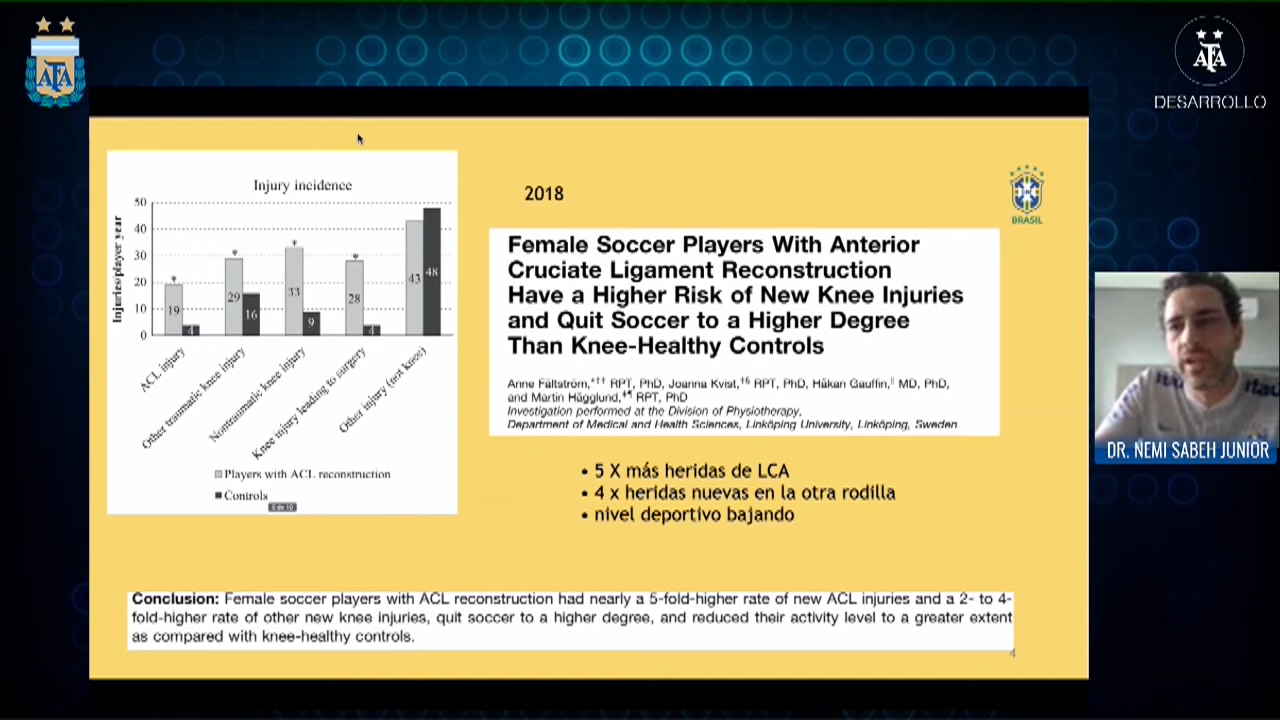 AFA
AFA
DESARROLLO
Injury incidence
Injuries/player year
50
40
30
20
10
0
*
*
*
*
19
4
29
16
33
9
28
4
43
48
ACL injury
Other traumatic knee injury
Nontraumatic knee injury
Knee injury leading to surgery
Other injury (not knee)
Players with ACL reconstruction
Controls
2018
BRASIL
Female Soccer Players With Anterior
Cruciate Ligament Reconstruction
Have a Higher Risk of New Knee Injuries
and Quit Soccer to a Higher Degree
Than Knee-Healthy Controls
Anne Fältström,*†‡ RPT, PhD, Joanna Kvist,†§ RPT, PhD, Håkan Gauffin,|| MD, PhD,
and Martin Hägglund,†¶ RPT, PhD
Investigation performed at the Division of Physiotherapy,
Department of Medical and Health Sciences, Linköping University, Linköping, Sweden
• 5 X más heridas de LCA
• 4 x heridas nuevas en la otra rodilla
• nivel deportivo bajando
Conclusion: Female soccer players with ACL reconstruction had nearly a 5-fold-higher rate of new ACL injuries and a 2- to 4-
fold-higher rate of other new knee injuries, quit soccer to a higher degree, and reduced their activity level to a greater extent
as compared with knee-healthy controls.
4
DR. NEMI SABEH JUNIOR